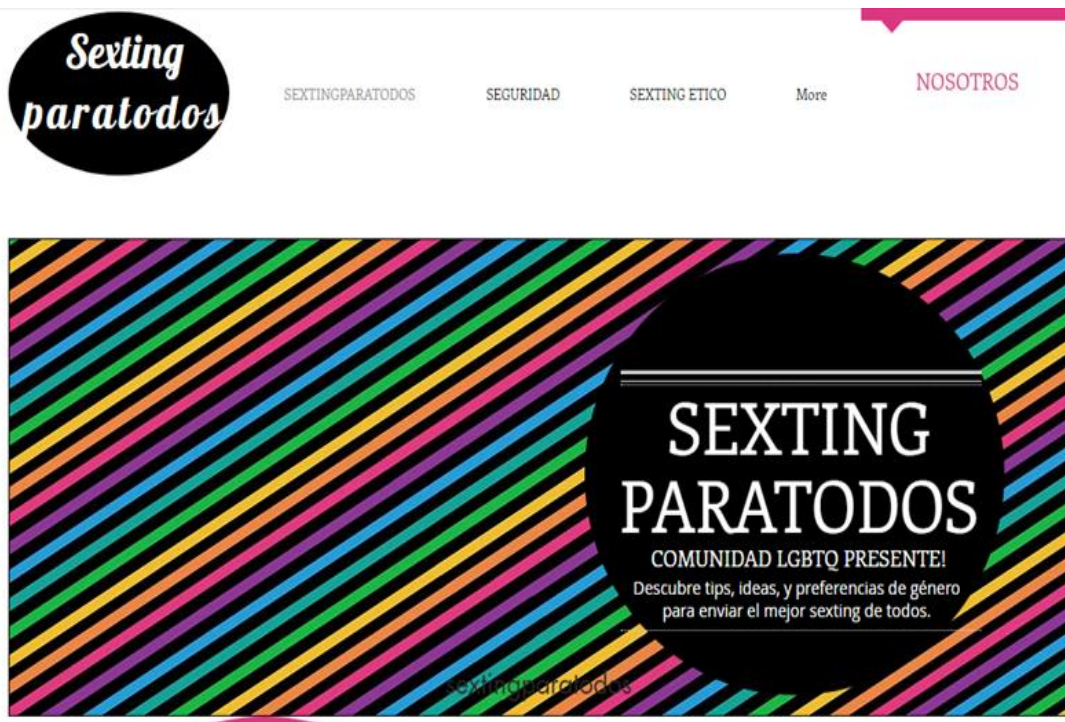 Sexting
paratodos
SEXTINGPARATODOS
SEGURIDAD
SEXTING ETICO
More
NOSOTROS
SEXTING
PARATODOS
COMUNIDAD LGBTQ PRESENTE!
Descubre tips, ideas, y preferencias de género
para enviar el mejor sexting de todos.
sextingparatodos